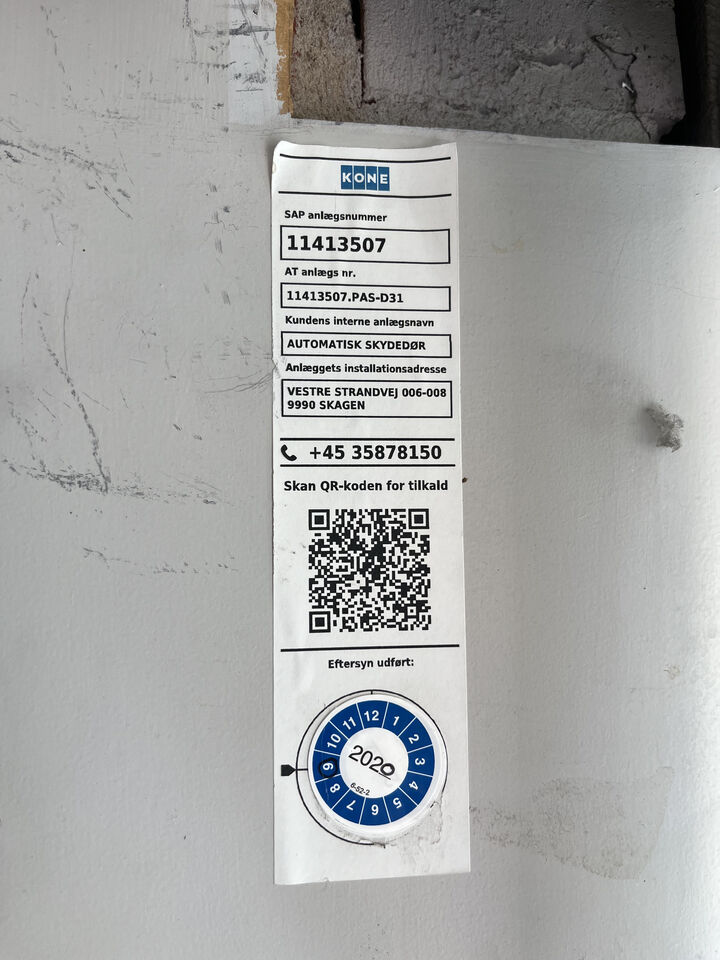 KONE
SAP anlægsnummer
11413507
AT anlægs nr.
11413507.PAS-D31
Kundens interne anlægsnavn
AUTOMATISK SKYDEDØR
Anlæggets installationsadresse
VESTRE STRANDVEJ 006-008
9990 SKAGEN
+45 35878150
Skan QR-koden for tilkald
Eftersyn udført:
12
1
2
3
4
5
6
7
8
9
10
11
2020
6-52-2